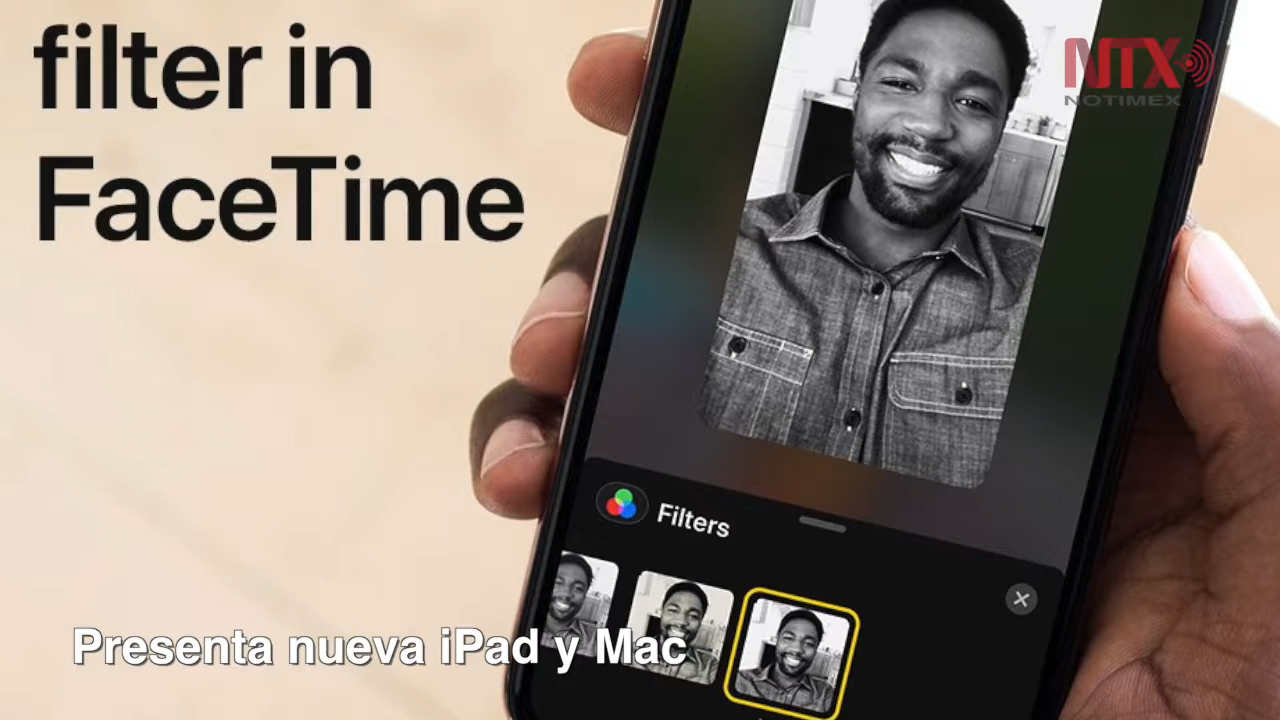 filter in
FaceTime
NTX
NOTIMEX
Filters
Presenta nueva iPad y Mac